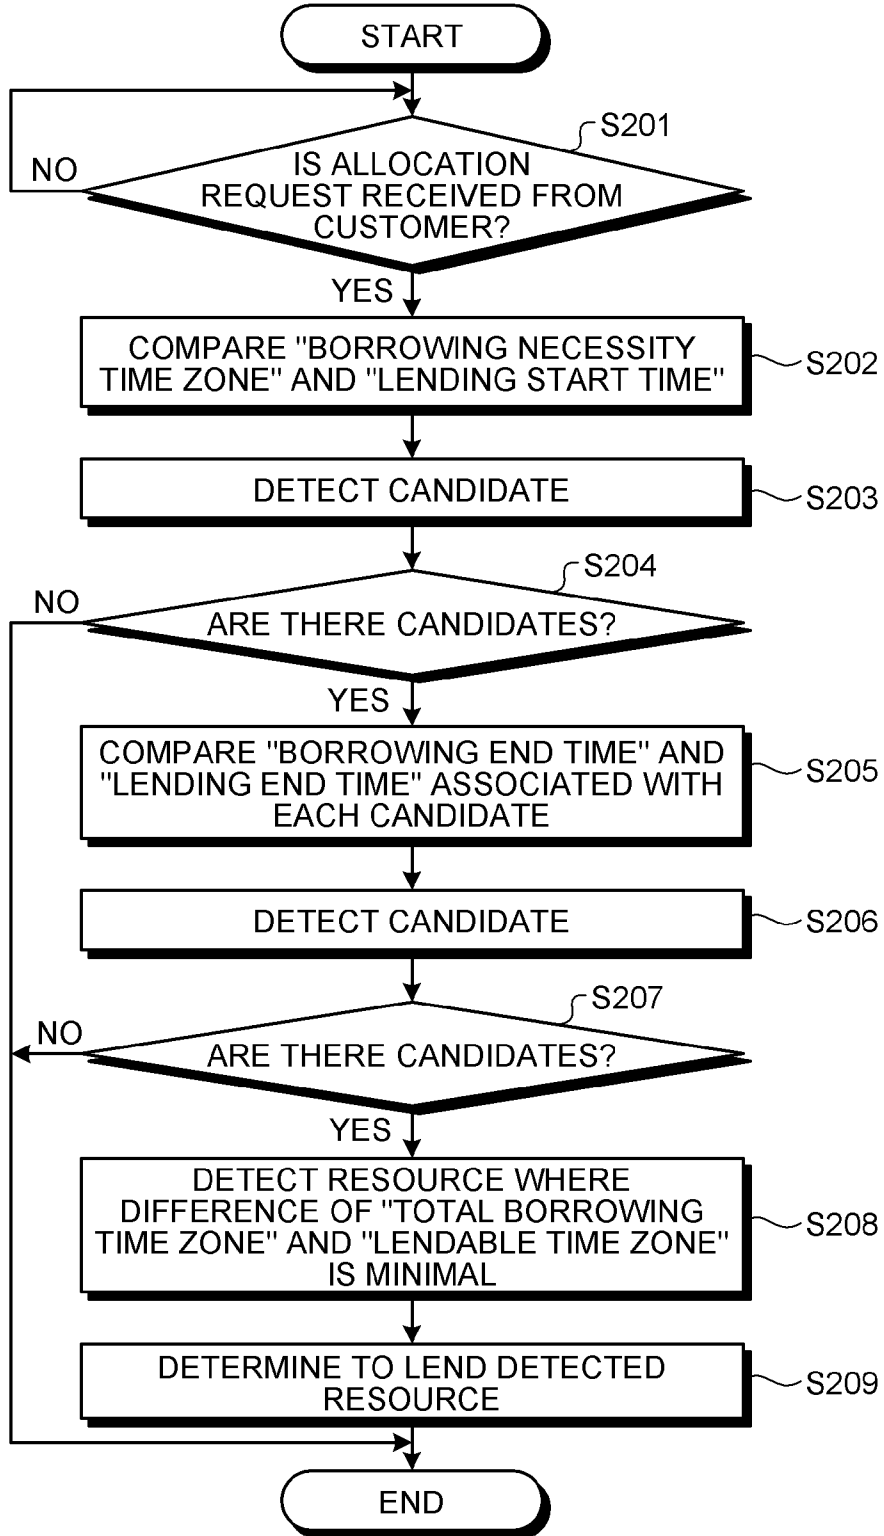 START
S201
NO
IS ALLOCATION
REQUEST RECEIVED FROM
CUSTOMER?
YES
COMPARE "BORROWING NECESSITY
TIME ZONE" AND "LENDING START TIME"
S202
DETECT CANDIDATE
S203
S204
NO
ARE THERE CANDIDATES?
YES
COMPARE "BORROWING END TIME" AND
"LENDING END TIME" ASSOCIATED WITH
EACH CANDIDATE
S205
DETECT CANDIDATE
S206
S207
NO
ARE THERE CANDIDATES?
YES
DETECT RESOURCE WHERE
DIFFERENCE OF "TOTAL BORROWING
TIME ZONE" AND "LENDABLE TIME ZONE"
IS MINIMAL
S208
DETERMINE TO LEND DETECTED
RESOURCE
S209
END